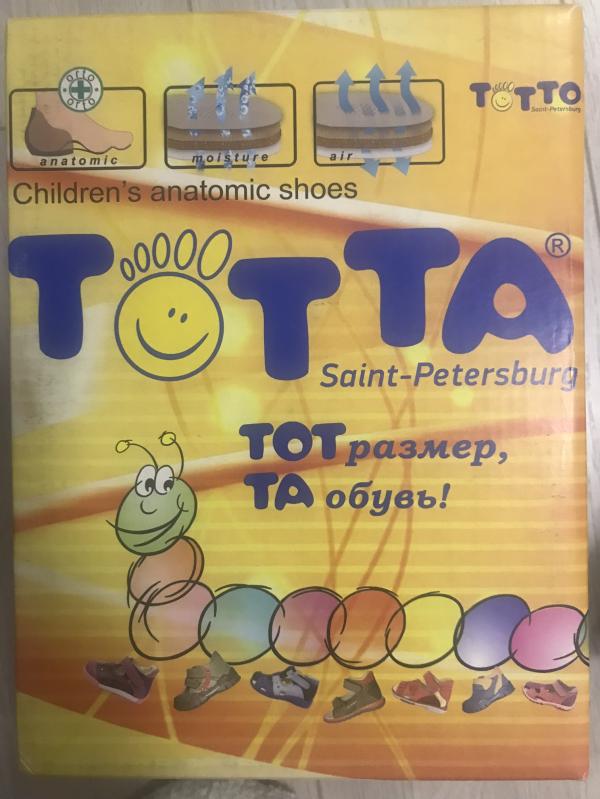 orto
orto
anatomic
moisture
air
TOTTO
Saint-Petersburg
Children's anatomic shoes
TOTTA®
Saint-Petersburg
ТОТ размер,
ТА обувь!